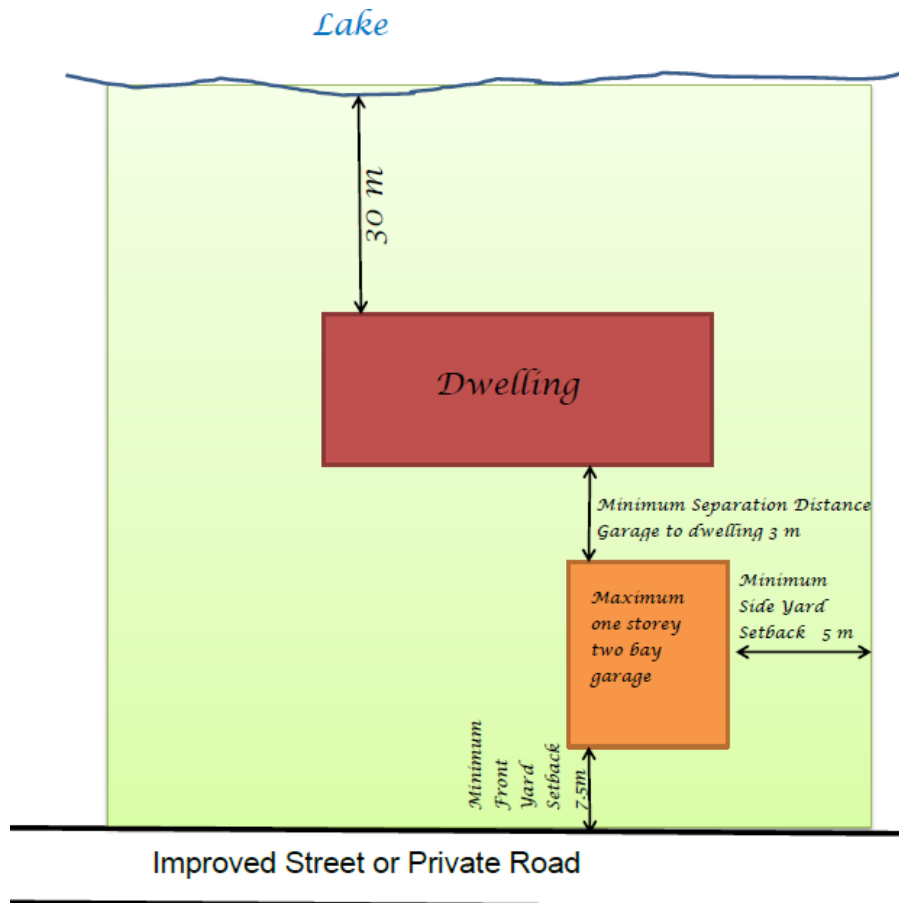 Lake
30 m
Dwelling
Minimum Separation Distance
Garage to dwelling 3 m
Maximum
one storey
two bay
garage
Minimum
Side Yard
Setback 5 m
Minimum
Front
Yard
Setback
7.5m
Improved Street or Private Road